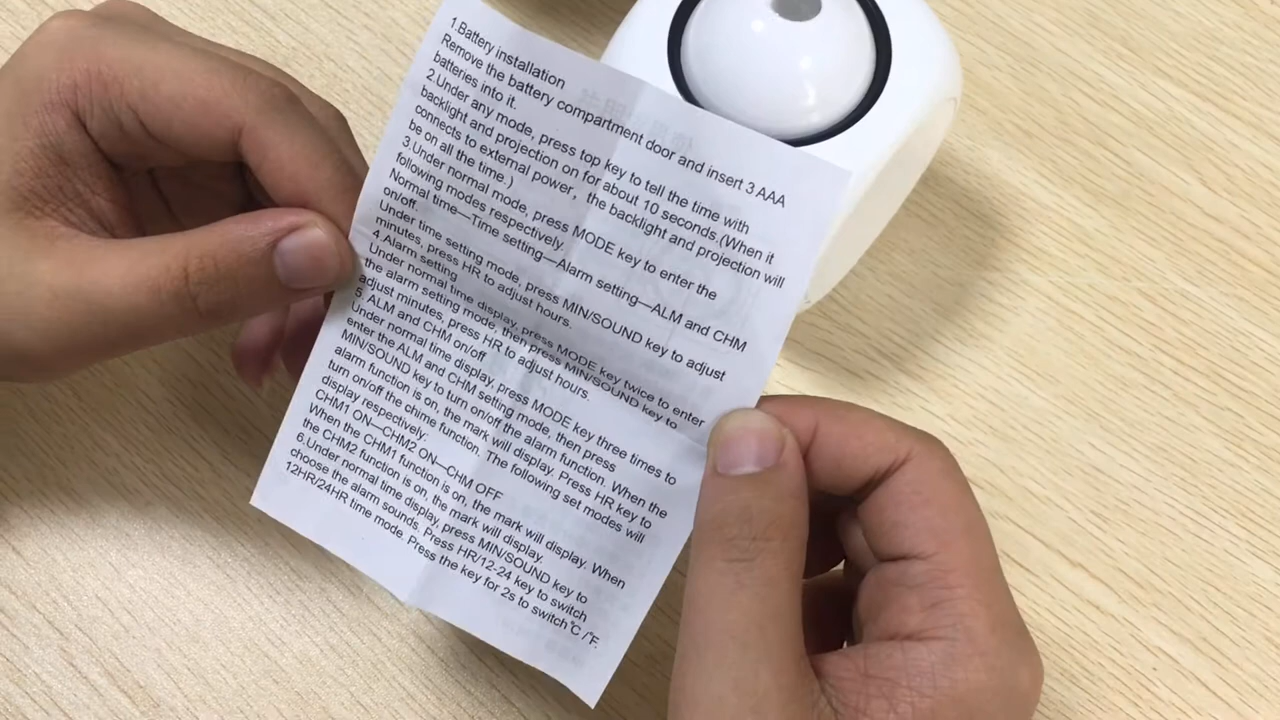 1.Battery installation
Remove the battery compartment door and insert 3 AAA
batteries into it.
2.Under any mode, press top key to tell the time with
backlight and projection on for about 10 seconds.(When it
connects to external power, the backlight and projection will
be on all the time.)
3.Under normal mode, press MODE key to enter the
following modes respectively.
Normal time—Time setting—Alarm setting—ALM and CHM
on/off.
Under time setting mode, press MIN/SOUND key to adjust
minutes, press HR to adjust hours.
4.Alarm setting
Under normal time display, press MODE key twice to enter
the alarm setting mode, then press MIN/SOUND key to
adjust minutes, press HR to adjust hours.
5. ALM and CHM on/off
Under normal time display, press MODE key three times to
enter the ALM and CHM setting mode, then press
MIN/SOUND key to turn on/off the alarm function. When the
alarm function is on, the mark will display. Press HR key to
turn on/off the chime function. The following set modes will
display respectively:
CHM1 ON—CHM2 ON—CHM OFF
When the CHM1 function is on, the mark will display. When
the CHM2 function is on, the mark will display.
6.Under normal time display, press MIN/SOUND key to
choose the alarm sounds. Press HR/12-24 key to switch
12HR/24HR time mode. Press the key for 2s to switch℃/℉.